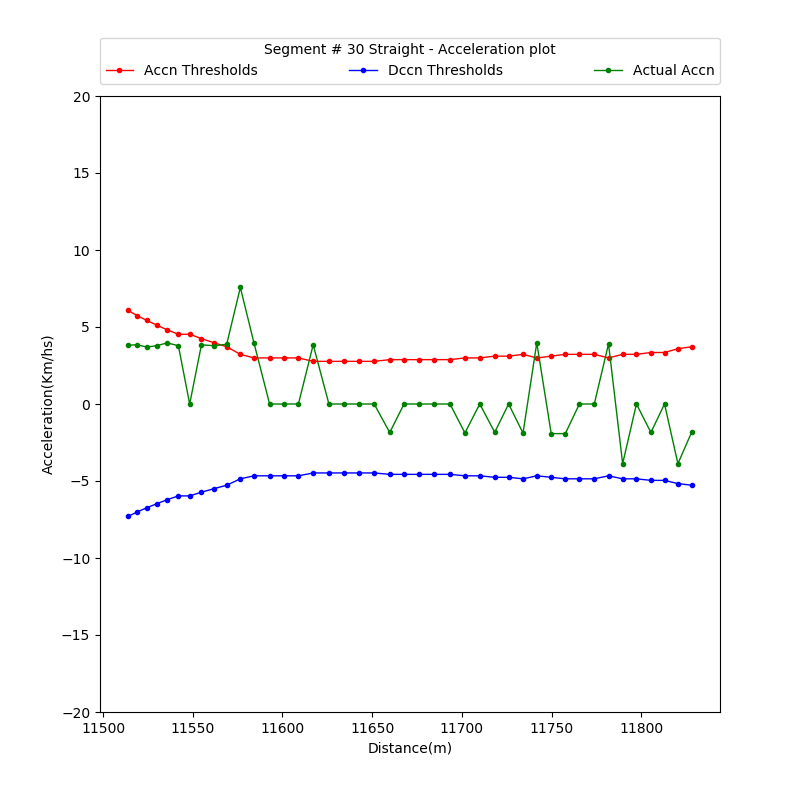 Segment # 30 Straight - Acceleration plot
Accn Thresholds Dccn Thresholds Actual Accn
20
15
10
5
0
−5
−10
−15
−20
Acceleration(Km/hs)
11500 11550 11600 11650 11700 11750 11800
Distance(m)